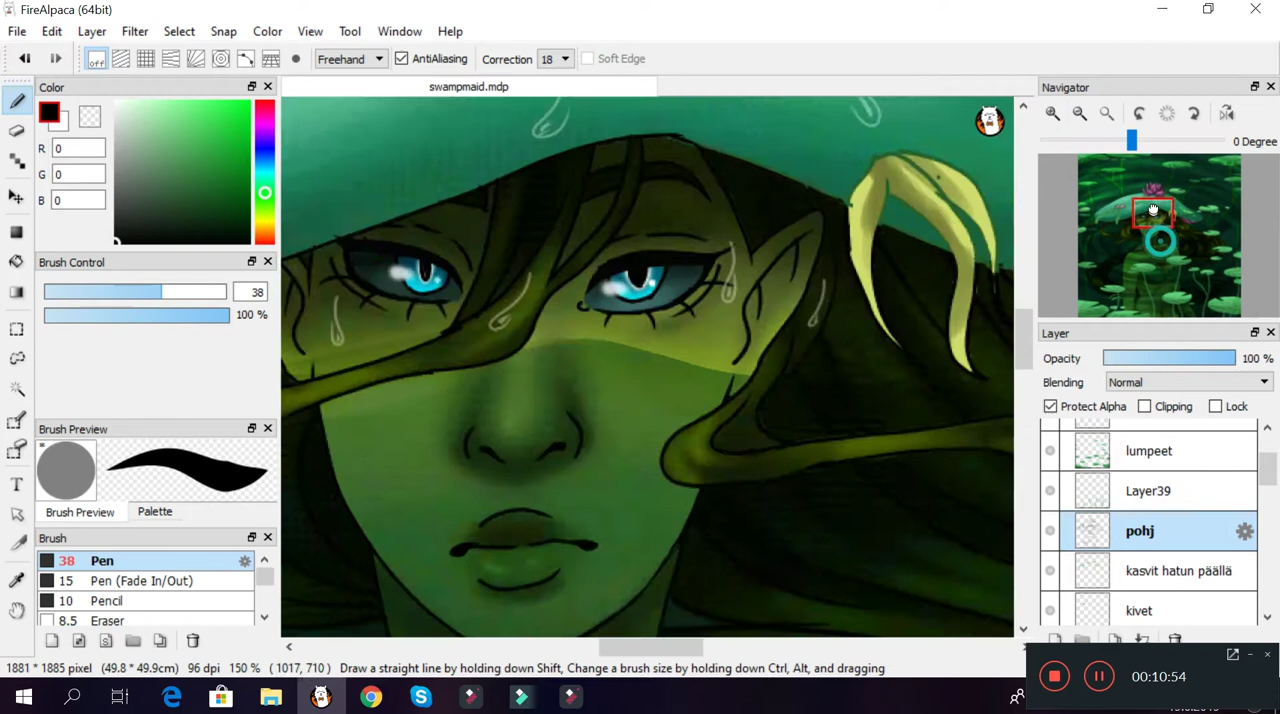 FireAlpaca (64bit)
File Edit Layer Filter Select Snap Color View Tool Window Help
off Freehand AntiAliasing Correction 18 Soft Edge
Color
swampmaid.mdp
Navigator
R 0
G 0
B 0
0 Degree
Brush Control
38
100 %
Layer
Opacity 100 %
Blending Normal
Protect Alpha Clipping Lock
lumpeet
Layer39
pohj
kasvit hatun päällä
kivet
Brush Preview
Brush Preview Palette
Brush
38 Pen
15 Pen (Fade In/Out)
10 Pencil
8.5 Eraser
1881 * 1885 pixel (49.8 * 49.9cm) 96 dpi 150 % ( 1017, 710 ) Draw a straight line by holding down Shift, Change a brush size by holding down Ctrl, Alt, and dragging
00:10:54